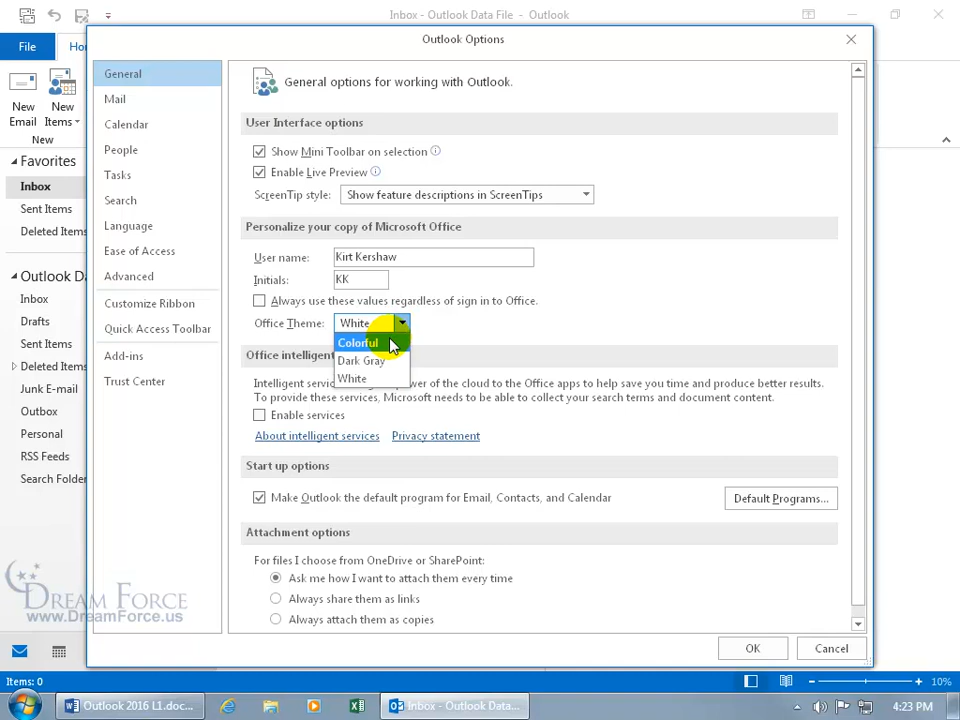 Inbox - Outlook Data File - Outlook
File
Ho
Outlook Options
New Email
New Items
New
Favorites
Inbox
Sent Items
Deleted Items
Outlook Da
Inbox
Drafts
Sent Items
Deleted Items
Junk E-mail
Outbox
Personal
RSS Feeds
Search Folder
General
Mail
Calendar
People
Tasks
Search
Language
Ease of Access
Advanced
Customize Ribbon
Quick Access Toolbar
Add-ins
Trust Center
General options for working with Outlook.
User Interface options
Show Mini Toolbar on selection
Enable Live Preview
ScreenTip style: Show feature descriptions in ScreenTips
Personalize your copy of Microsoft Office
User name: Kirt Kershaw
Initials: KK
Always use these values regardless of sign in to Office.
Office Theme: White
Colorful
Dark Gray
White
Office intelligent
Intelligent servic power of the cloud to the Office apps to help save you time and produce better results.
To provide these services, Microsoft needs to be able to collect your search terms and document content.
Enable services
About intelligent services Privacy statement
Start up options
Make Outlook the default program for Email, Contacts, and Calendar
Default Programs...
Attachment options
For files I choose from OneDrive or SharePoint:
Ask me how I want to attach them every time
Always share them as links
Always attach them as copies
OK
Cancel
Dream Force
www.DreamForce.us
Items: 0
10%
Outlook 2016 L1.doc...
Inbox - Outlook Data...
4:23 PM